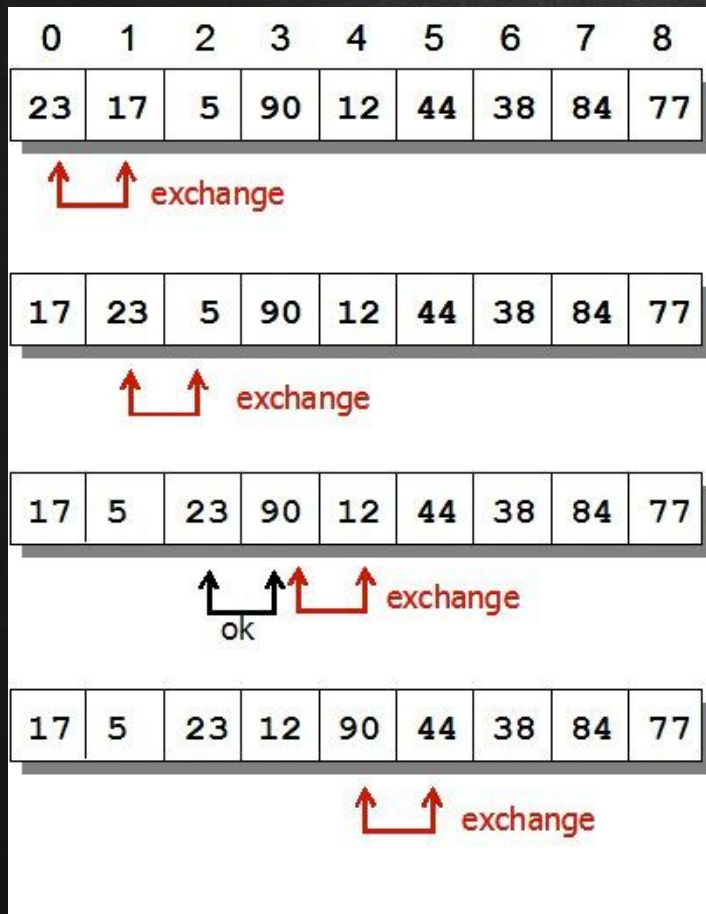 0 1 2 3 4 5 6 7 8
23 17 5 90 12 44 38 84 77
exchange
17 23 5 90 12 44 38 84 77
exchange
17 5 23 90 12 44 38 84 77
exchange
ok
17 5 23 12 90 44 38 84 77
exchange